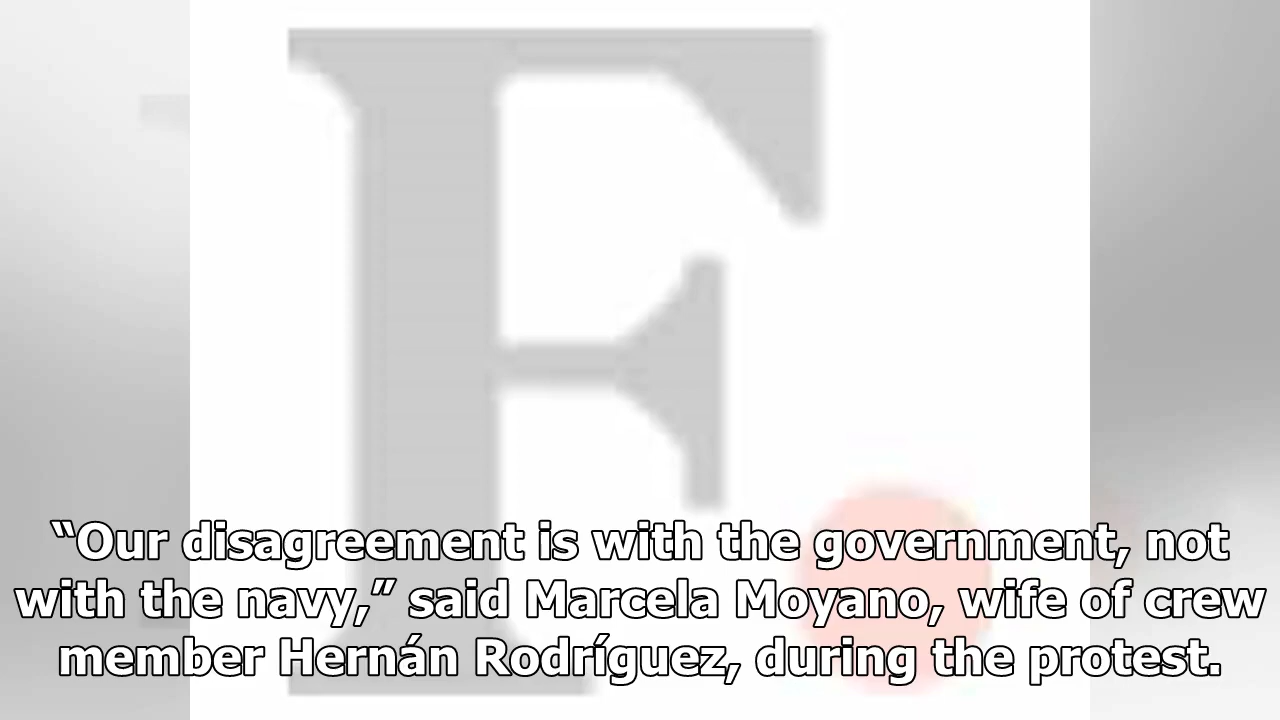 F.
“Our disagreement is with the government, not
with the navy,” said Marcela Moyano, wife of crew
member Hernán Rodríguez, during the protest.